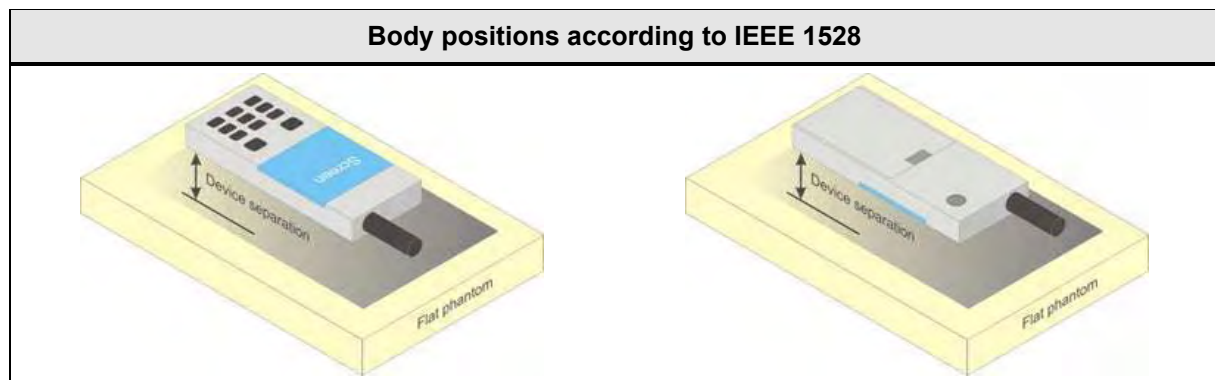 Body positions according to IEEE 1528
Screen
Device separation
Flat phantom
Device separation
Flat phantom